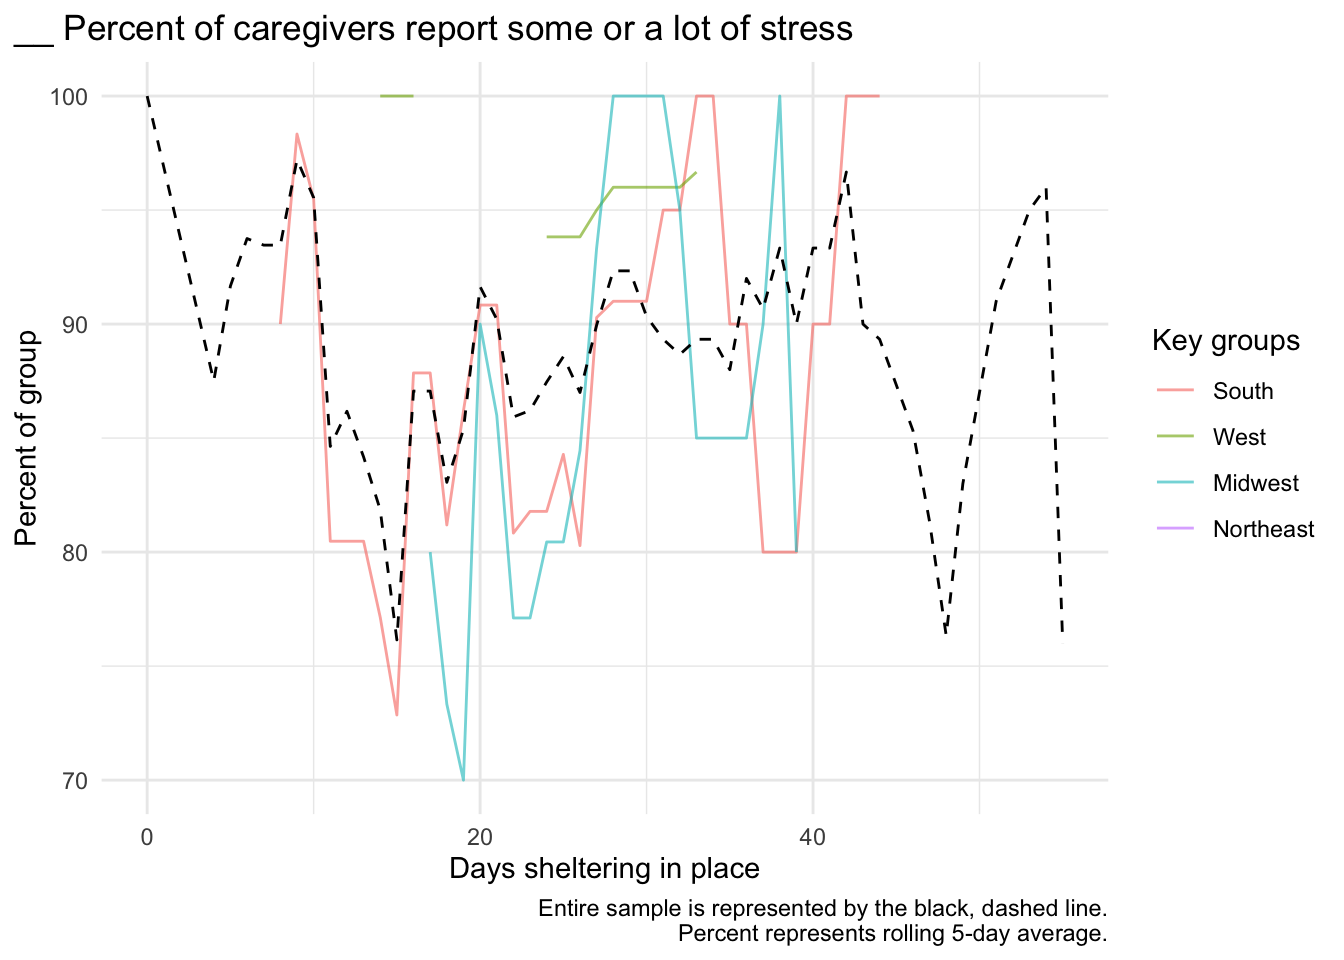 __ Percent of caregivers report some or a lot of stress
100
90
80
70
Percent of group
0
20
40
Days sheltering in place
Key groups
South
West
Midwest
Northeast
Entire sample is represented by the black, dashed line.
Percent represents rolling 5-day average.